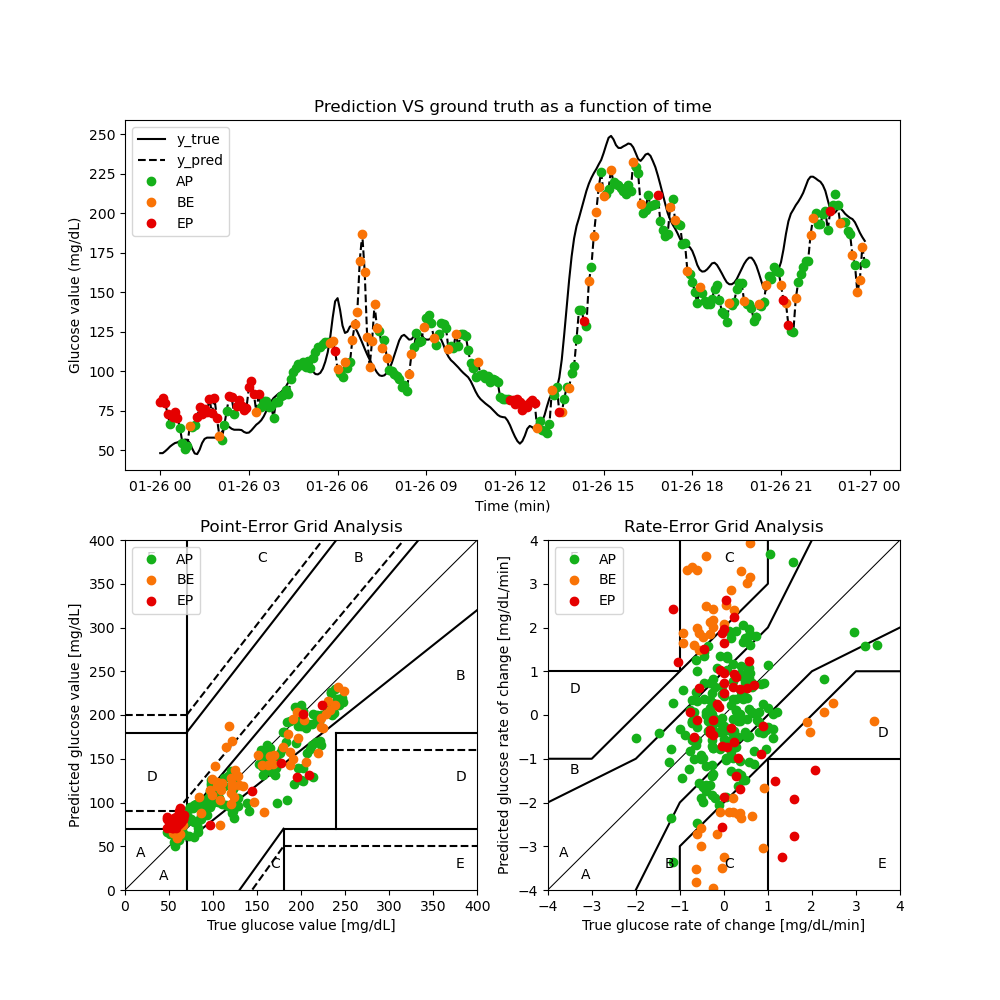 Prediction VS ground truth as a function of time
Glucose value (mg/dL)
250
225
200
175
150
125
100
75
50
y_true
y_pred
AP
BE
EP
01-26 00 01-26 03 01-26 06 01-26 09 01-26 12 01-26 15 01-26 18 01-26 21 01-27 00
Time (min)
Point-Error Grid Analysis
Predicted glucose value [mg/dL]
400
350
300
250
200
150
100
50
0
AP
BE
EP
C B
B
D D
A
A
C E
0 50 100 150 200 250 300 350 400
True glucose value [mg/dL]
Rate-Error Grid Analysis
Predicted glucose rate of change [mg/dL/min]
4
3
2
1
0
−1
−2
−3
−4
AP
BE
EP
C
D
D
B
A
A
B C E
−4 −3 −2 −1 0 1 2 3 4
True glucose rate of change [mg/dL/min]